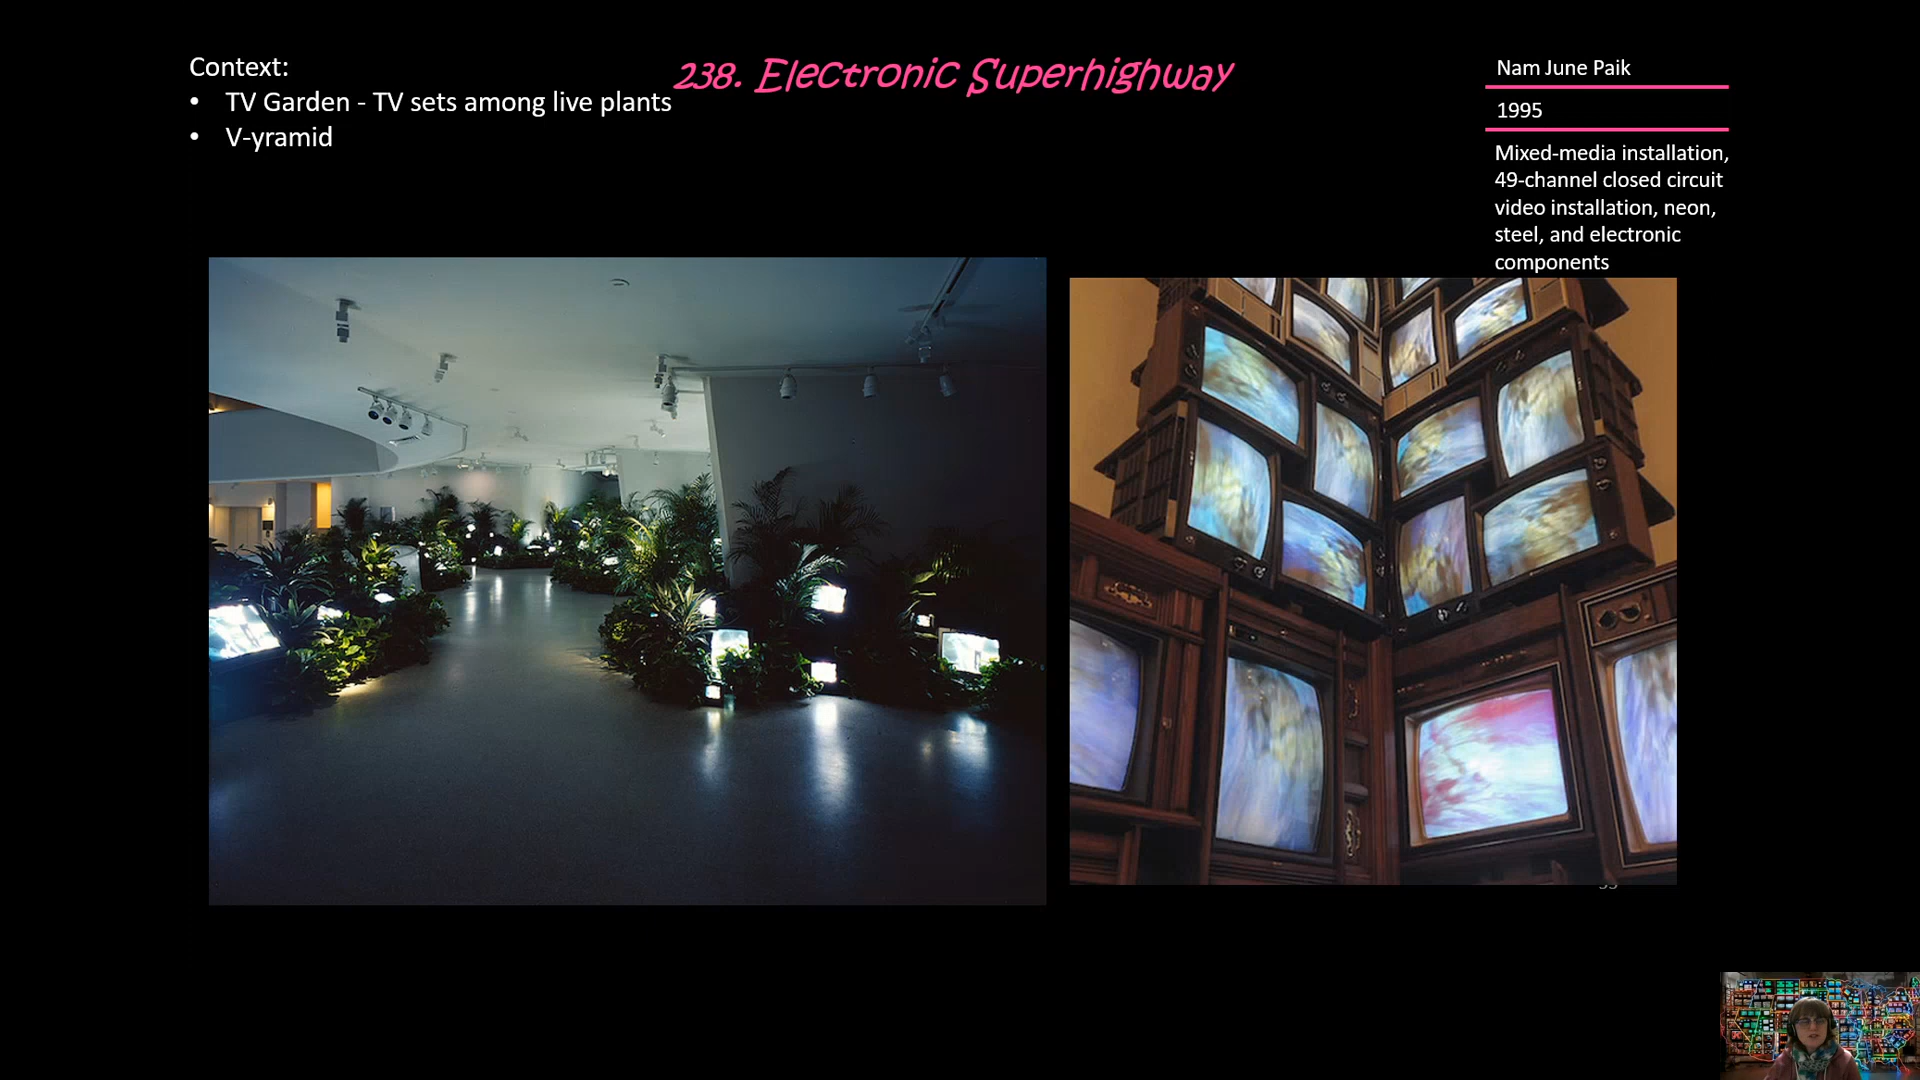 Context:
• TV Garden - TV sets among live plants
• V-yramid
238. Electronic Superhighway
Nam June Paik
1995
Mixed-media installation,
49-channel closed circuit
video installation, neon,
steel, and electronic
components